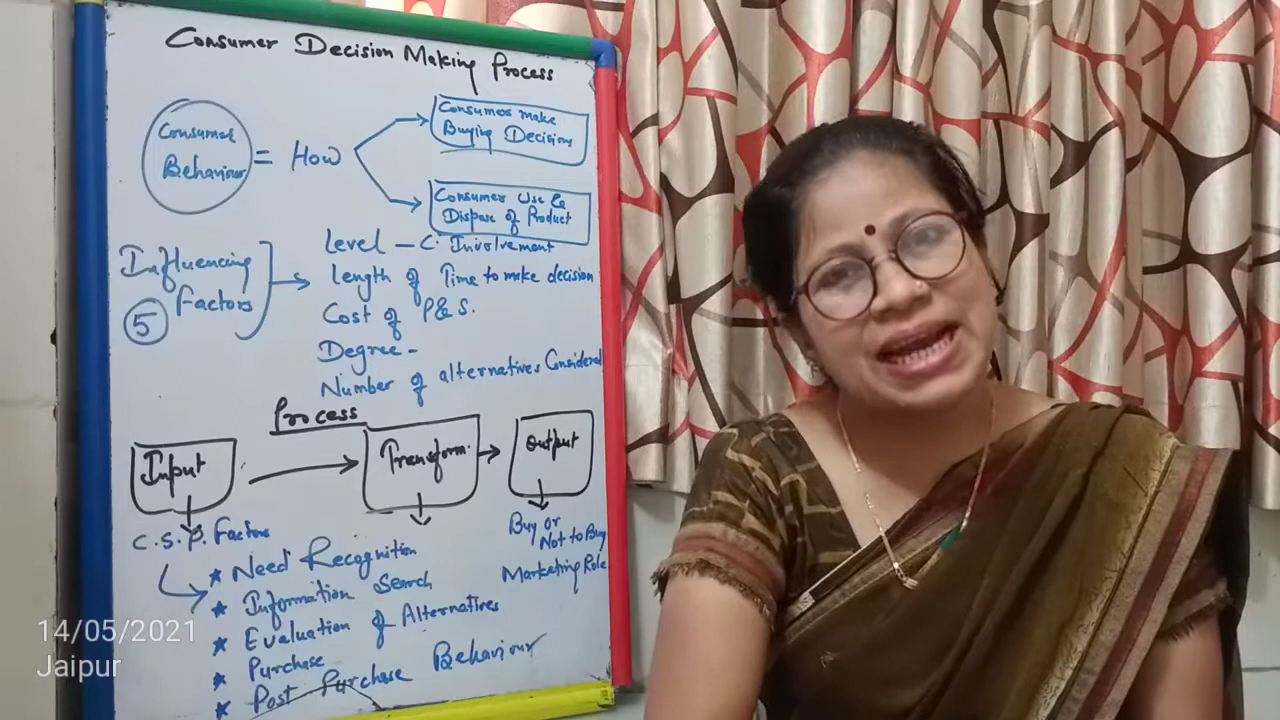 Consumer Decision Making Process
Consumer
Behaviour
= How
Consumer make
Buying Decision
Consumer Use &
Dispose of Product
Influencing
Factors
5
Level - C. Involvement
Length of Time to make decision
Cost of P&S.
Degree -
Number of alternatives Considered
Process
Input
Transform.
Output
C.S.P. Factors
Buy or
Not to Buy
Marketing Role
* Need Recognition
* Information Search
* Evaluation of Alternatives
* Purchase
* Post Purchase Behaviour
14/05/2021
Jaipur